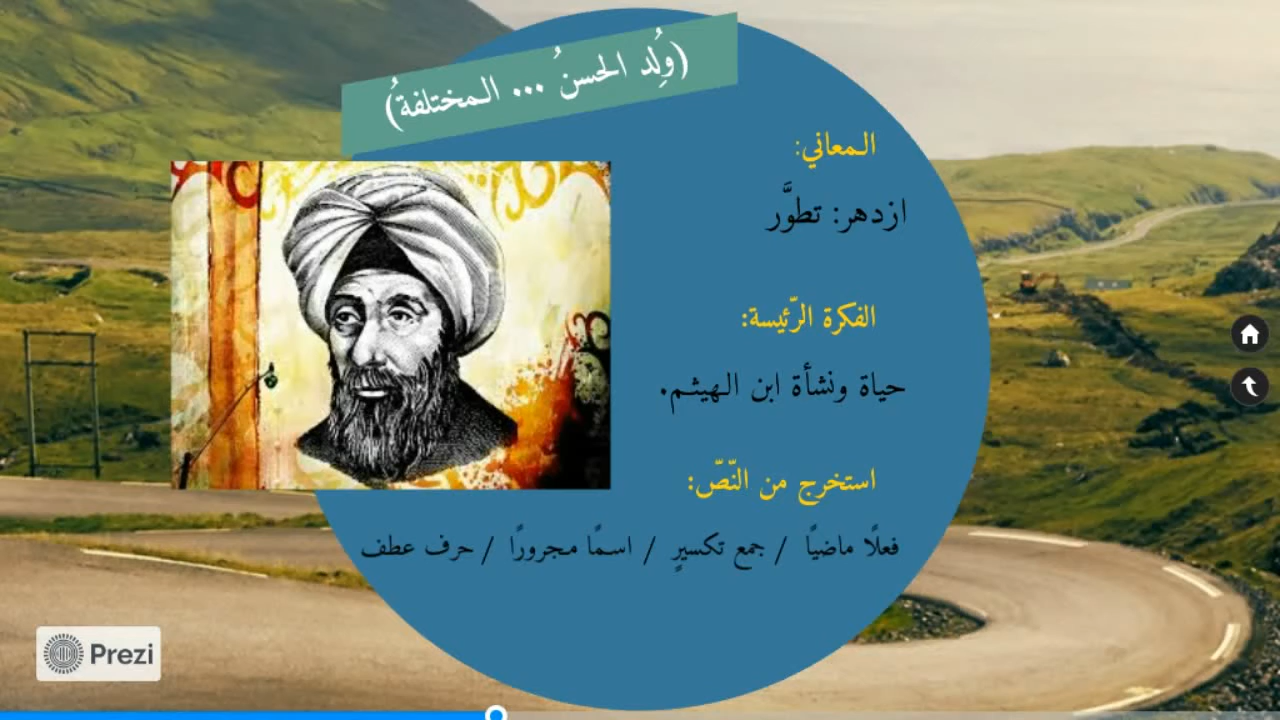 (وُلِد الحسنُ ... المختلفةُ)
المعاني:
ازدهر: تطوَّر
الفكرة الرّئيسة:
حياة ونشأة ابن الهيثم.
استخرج من النّصّ:
فعلًا ماضيًا / جمع تكسيرٍ / اسمًا مجرورًا / حرف عطف
Prezi